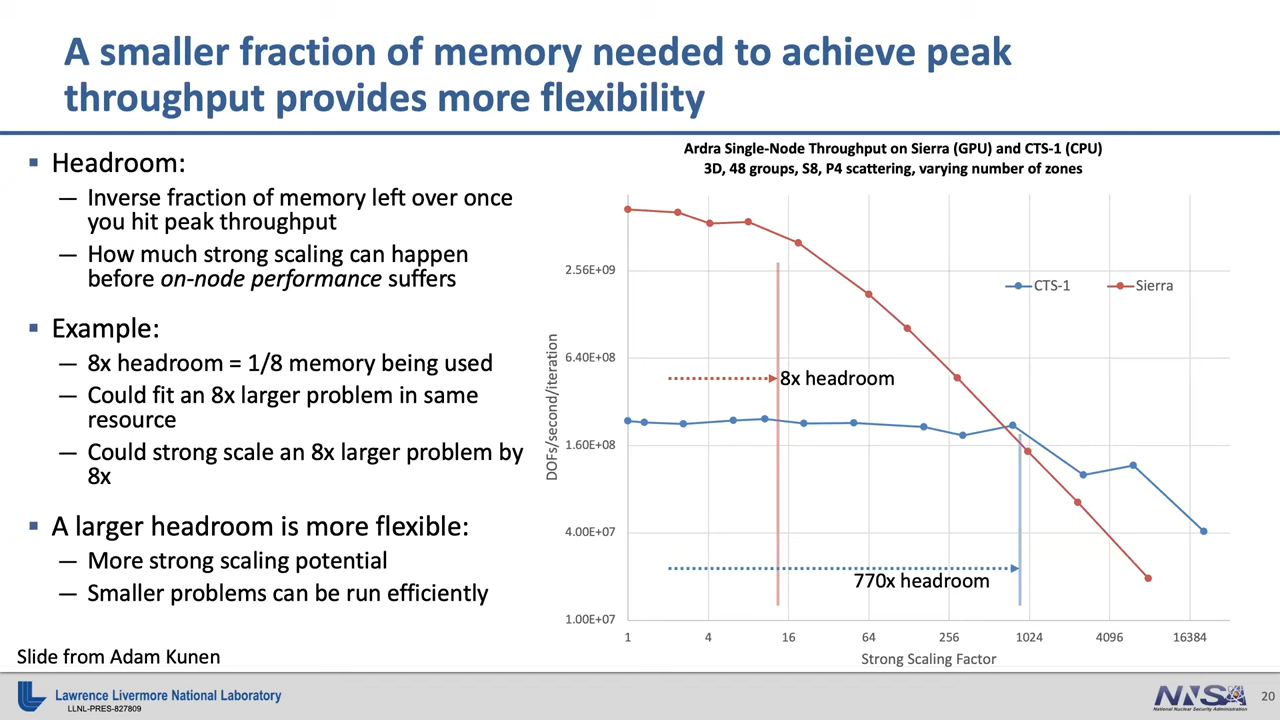 A smaller fraction of memory needed to achieve peak
throughput provides more flexibility
▪ Headroom:
— Inverse fraction of memory left over once
you hit peak throughput
— How much strong scaling can happen
before on-node performance suffers
▪ Example:
— 8x headroom = 1/8 memory being used
— Could fit an 8x larger problem in same
resource
— Could strong scale an 8x larger problem by
8x
▪ A larger headroom is more flexible:
— More strong scaling potential
— Smaller problems can be run efficiently
Slide from Adam Kunen
Ardra Single-Node Throughput on Sierra (GPU) and CTS-1 (CPU)
3D, 48 groups, S8, P4 scattering, varying number of zones
DOFs/second/iteration
2.56E+09
6.40E+08
1.60E+08
4.00E+07
1.00E+07
CTS-1
Sierra
8x headroom
770x headroom
1
4
16
64
256
1024
4096
16384
Strong Scaling Factor
Lawrence Livermore National Laboratory
LLNL-PRES-827809
NNSA
National Nuclear Security Administration
20